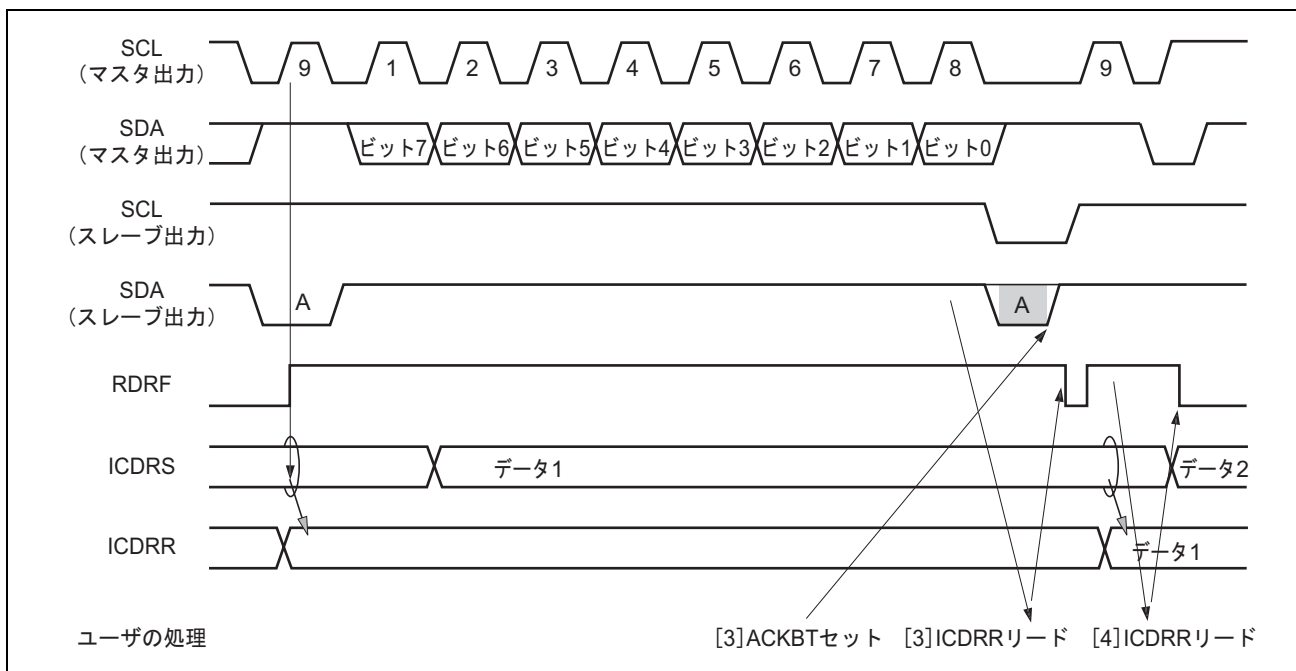 SCL
（マスタ出力）
9 1 2 3 4 5 6 7 8 9
SDA
（マスタ出力）
ビット7 ビット6 ビット5 ビット4 ビット3 ビット2 ビット1 ビット0
SCL
（スレーブ出力）
SDA
（スレーブ出力）
A A
RDRF
ICDRS
データ1 データ2
ICDRR
データ1
ユーザの処理
[3]ACKBTセット [3]ICDRRリード [4]ICDRRリード